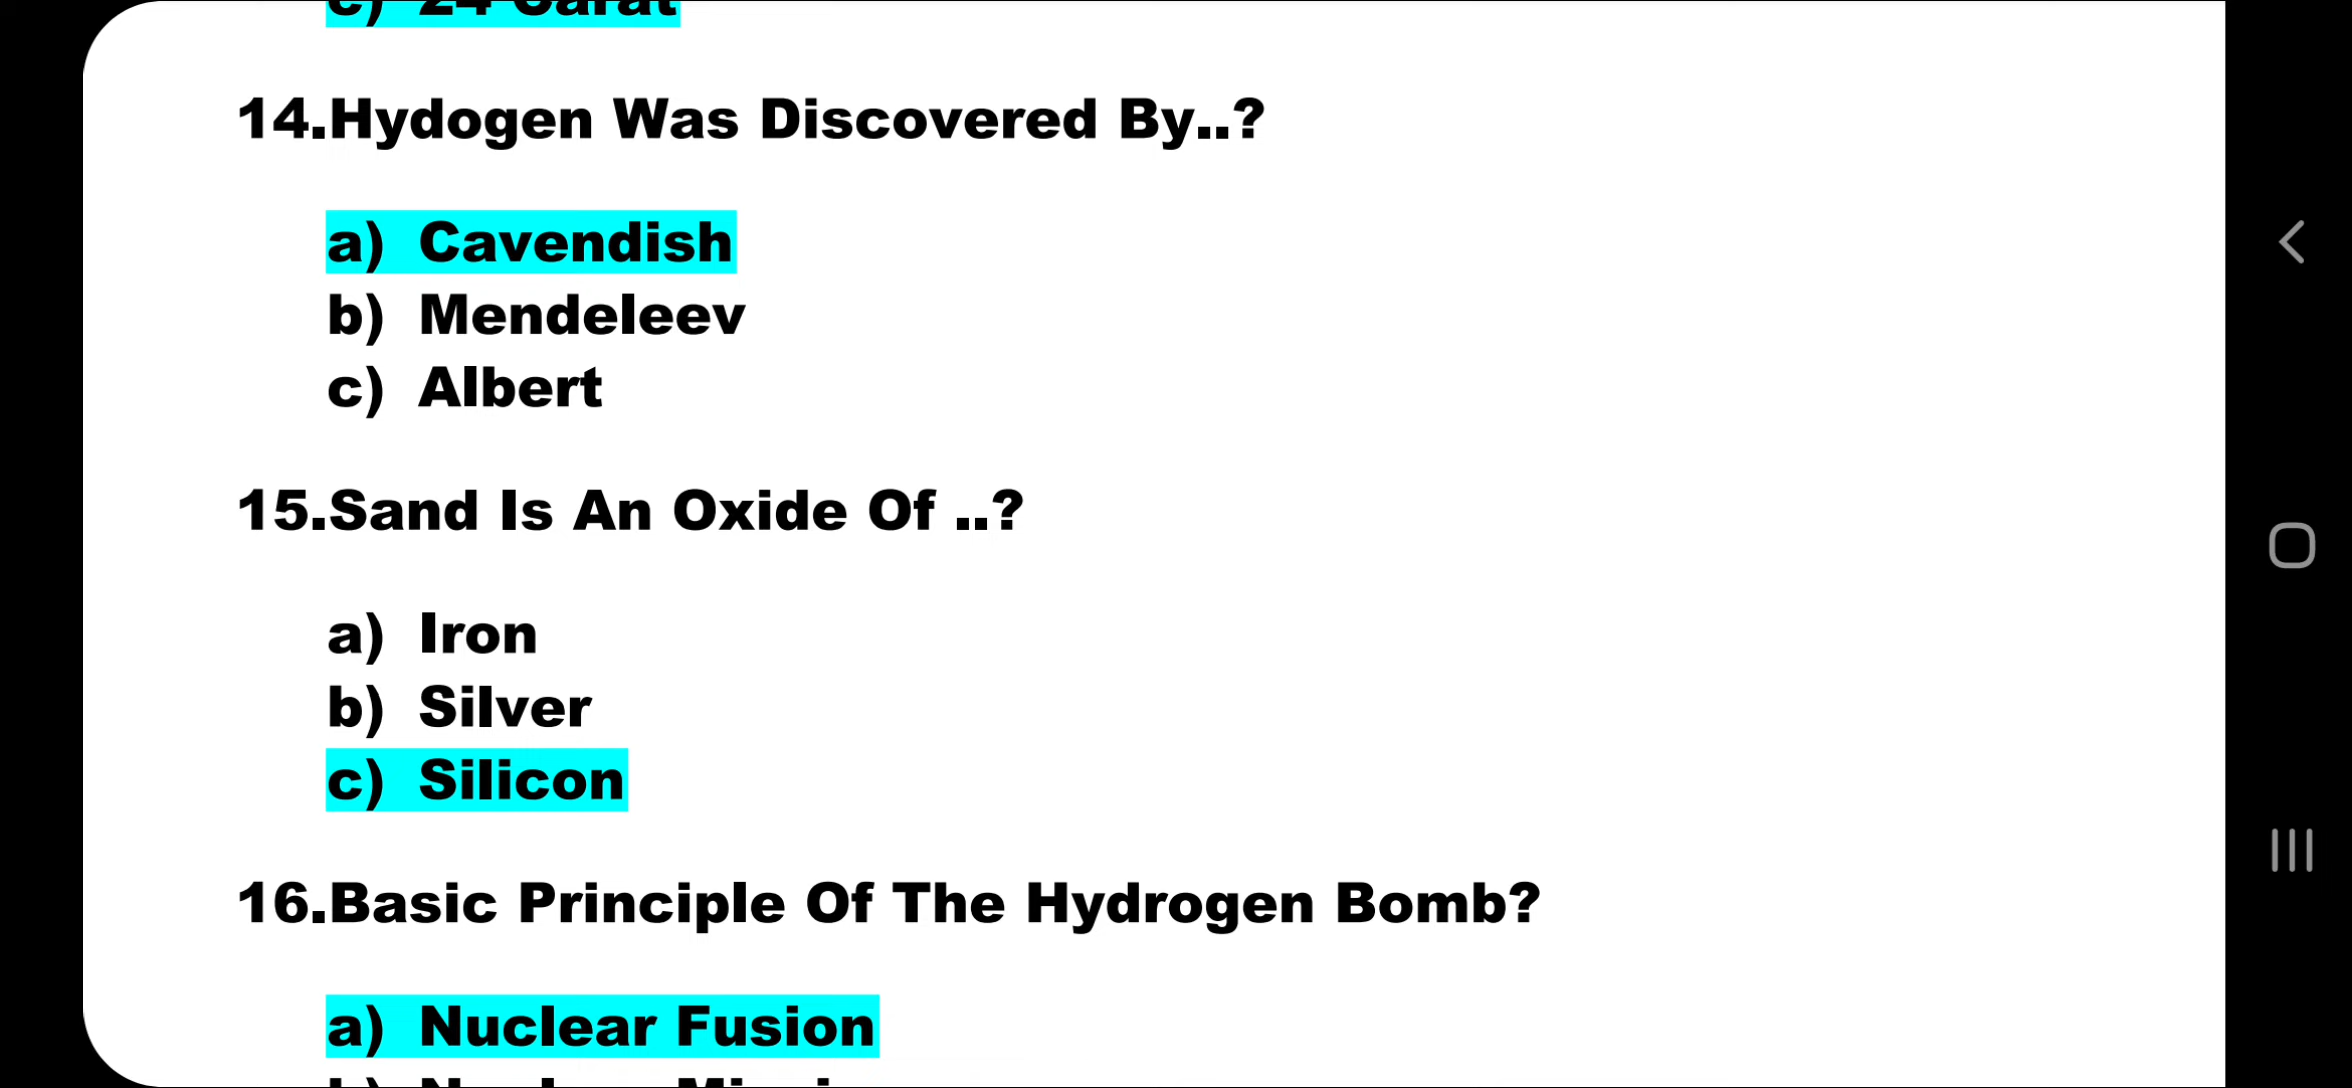 c) 24 Carat
14.Hydogen Was Discovered By..?
a) Cavendish
b) Mendeleev
c) Albert
15.Sand Is An Oxide Of ..?
a) Iron
b) Silver
c) Silicon
16.Basic Principle Of The Hydrogen Bomb?
a) Nuclear Fusion